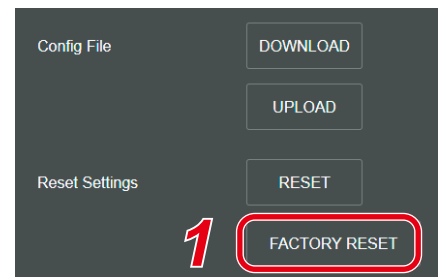 Config File DOWNLOAD
UPLOAD
Reset Settings RESET
1 FACTORY RESET